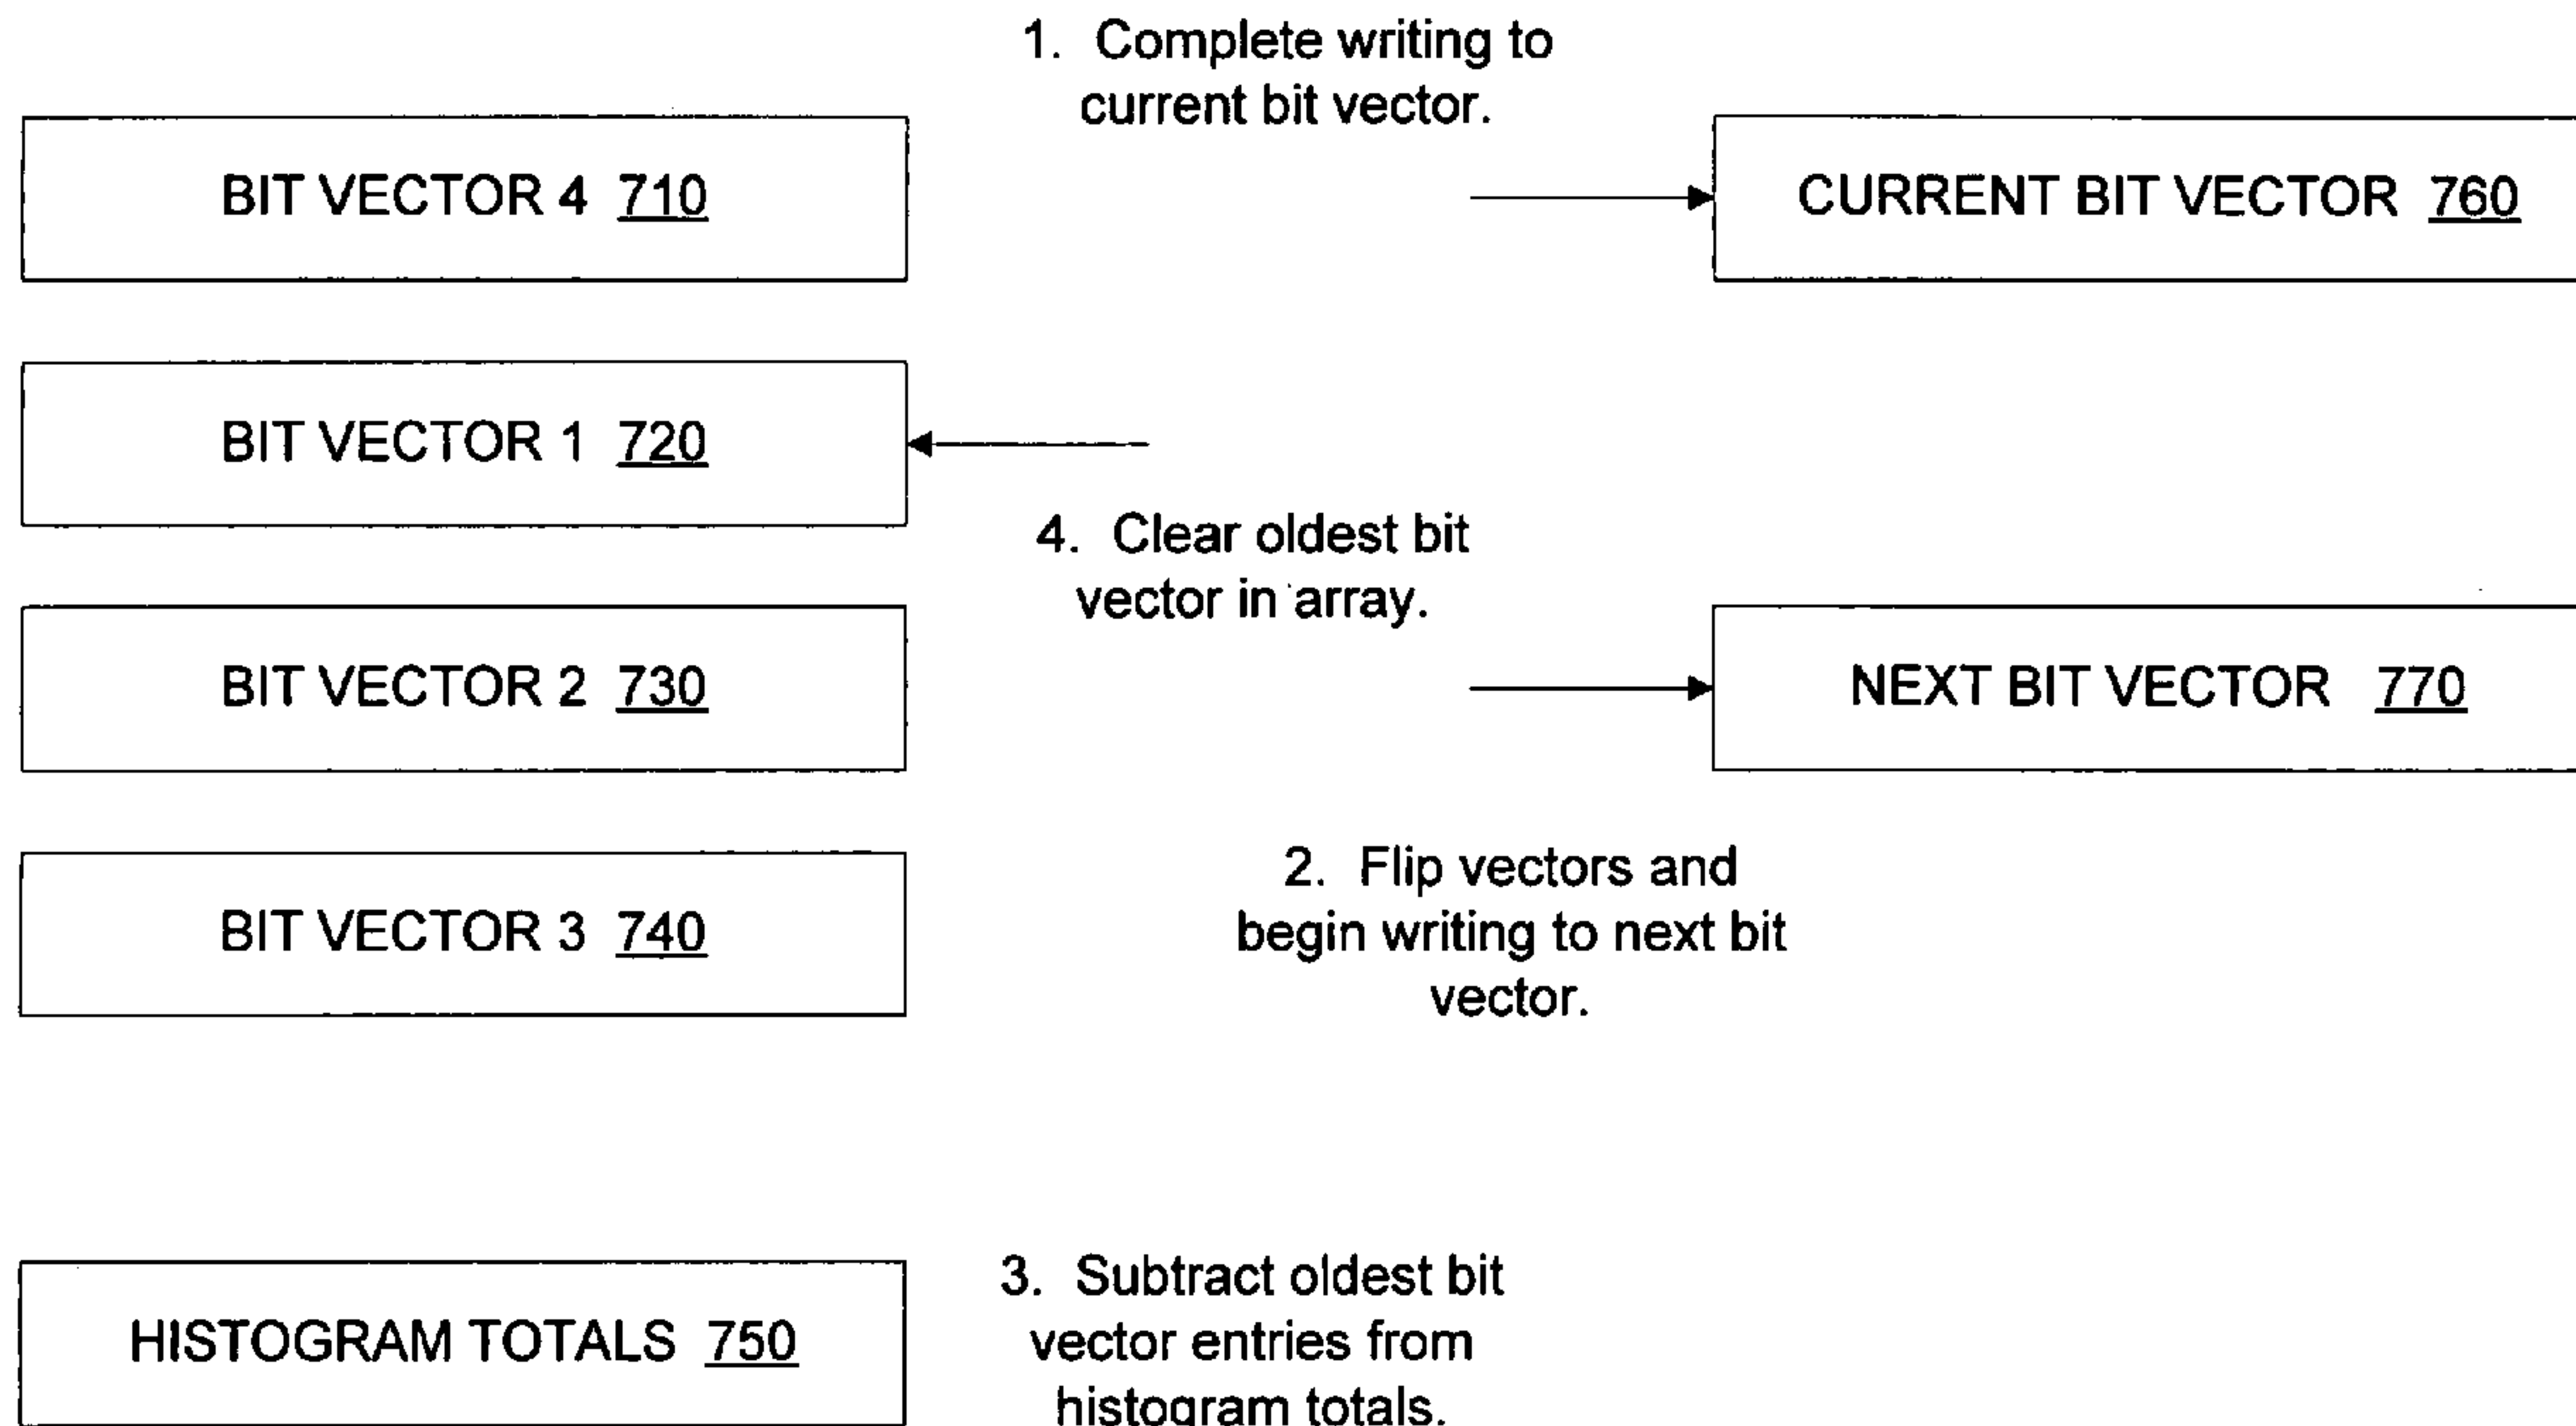 1. Complete writing to
current bit vector.
BIT VECTOR 4 710
CURRENT BIT VECTOR 760
BIT VECTOR 1 720
4. Clear oldest bit
vector in array.
BIT VECTOR 2 730
NEXT BIT VECTOR 770
2. Flip vectors and
begin writing to next bit
vector.
BIT VECTOR 3 740
HISTOGRAM TOTALS 750
3. Subtract oldest bit
vector entries from
histogram totals.